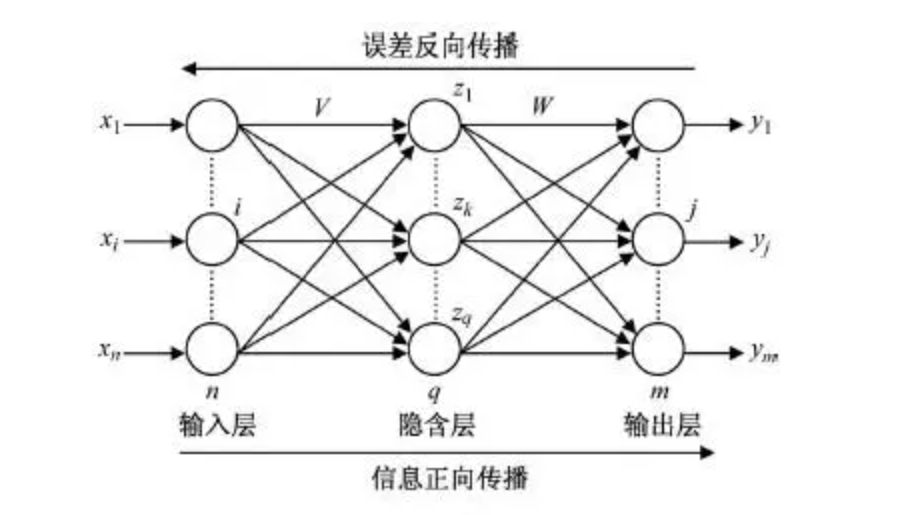 误差反向传播
V z1 W
x1 y1
i zk j
xi yj
zq
xn ym
n q m
输入层 隐含层 输出层
信息正向传播